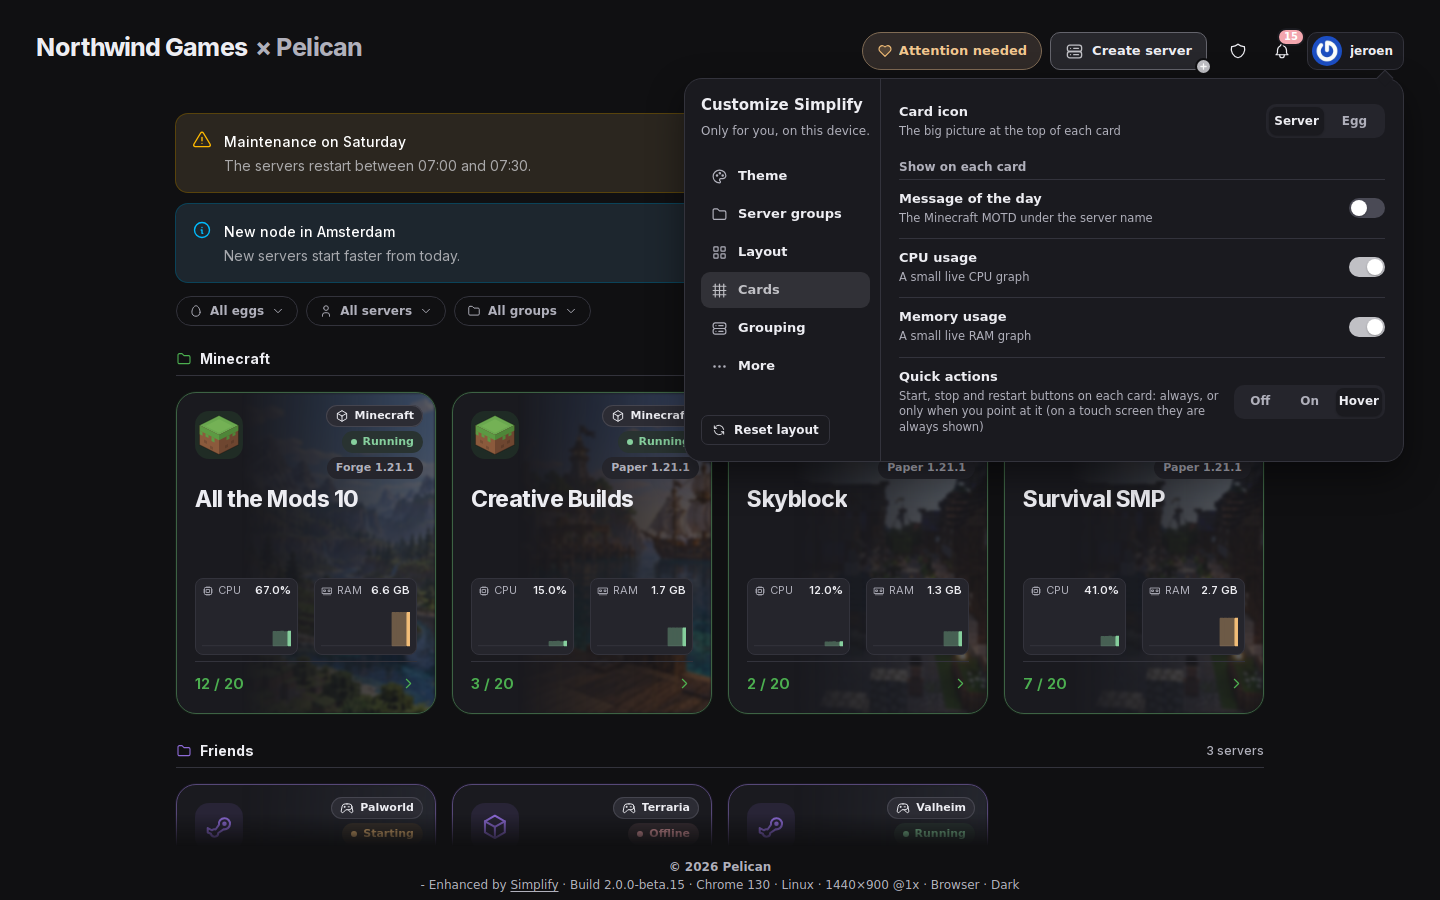 Northwind Games × Pelican
Attention needed
Create server
15
jeroen
Maintenance on Saturday
The servers restart between 07:00 and 07:30.
New node in Amsterdam
New servers start faster from today.
All eggs
All servers
All groups
Customize Simplify
Only for you, on this device.
Theme
Server groups
Layout
Cards
Grouping
More
Reset layout
Card icon
The big picture at the top of each card
Server
Egg
Show on each card
Message of the day
The Minecraft MOTD under the server name
CPU usage
A small live CPU graph
Memory usage
A small live RAM graph
Quick actions
Start, stop and restart buttons on each card: always, or
only when you point at it (on a touch screen they are
always shown)
Off
On
Hover
Minecraft
Minecraft
Running
Forge 1.21.1
All the Mods 10
CPU 67.0%
RAM 6.6 GB
12 / 20
Minecraf
Running
Paper 1.21.1
Creative Builds
CPU 15.0%
RAM 1.7 GB
3 / 20
Paper 1.21.1
Skyblock
CPU 12.0%
RAM 1.3 GB
2 / 20
Paper 1.21.1
Survival SMP
CPU 41.0%
RAM 2.7 GB
7 / 20
Friends
3 servers
Palworld
Starting
Terraria
Offline
Valheim
Running
© 2026 Pelican
- Enhanced by Simplify · Build 2.0.0-beta.15 · Chrome 130 · Linux · 1440×900 @1x · Browser · Dark